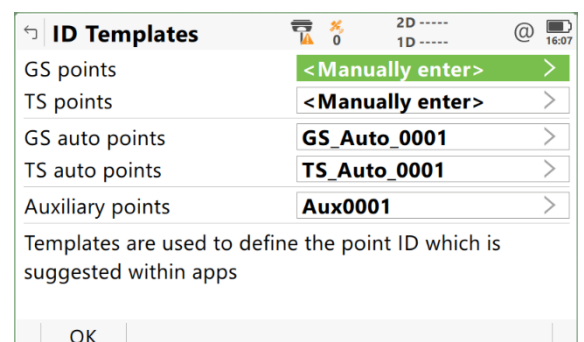 ID Templates
0
2D -----
1D -----
@
16:07
GS points <Manually enter>
TS points <Manually enter>
GS auto points GS_Auto_0001
TS auto points TS_Auto_0001
Auxiliary points Aux0001
Templates are used to define the point ID which is
suggested within apps
OK